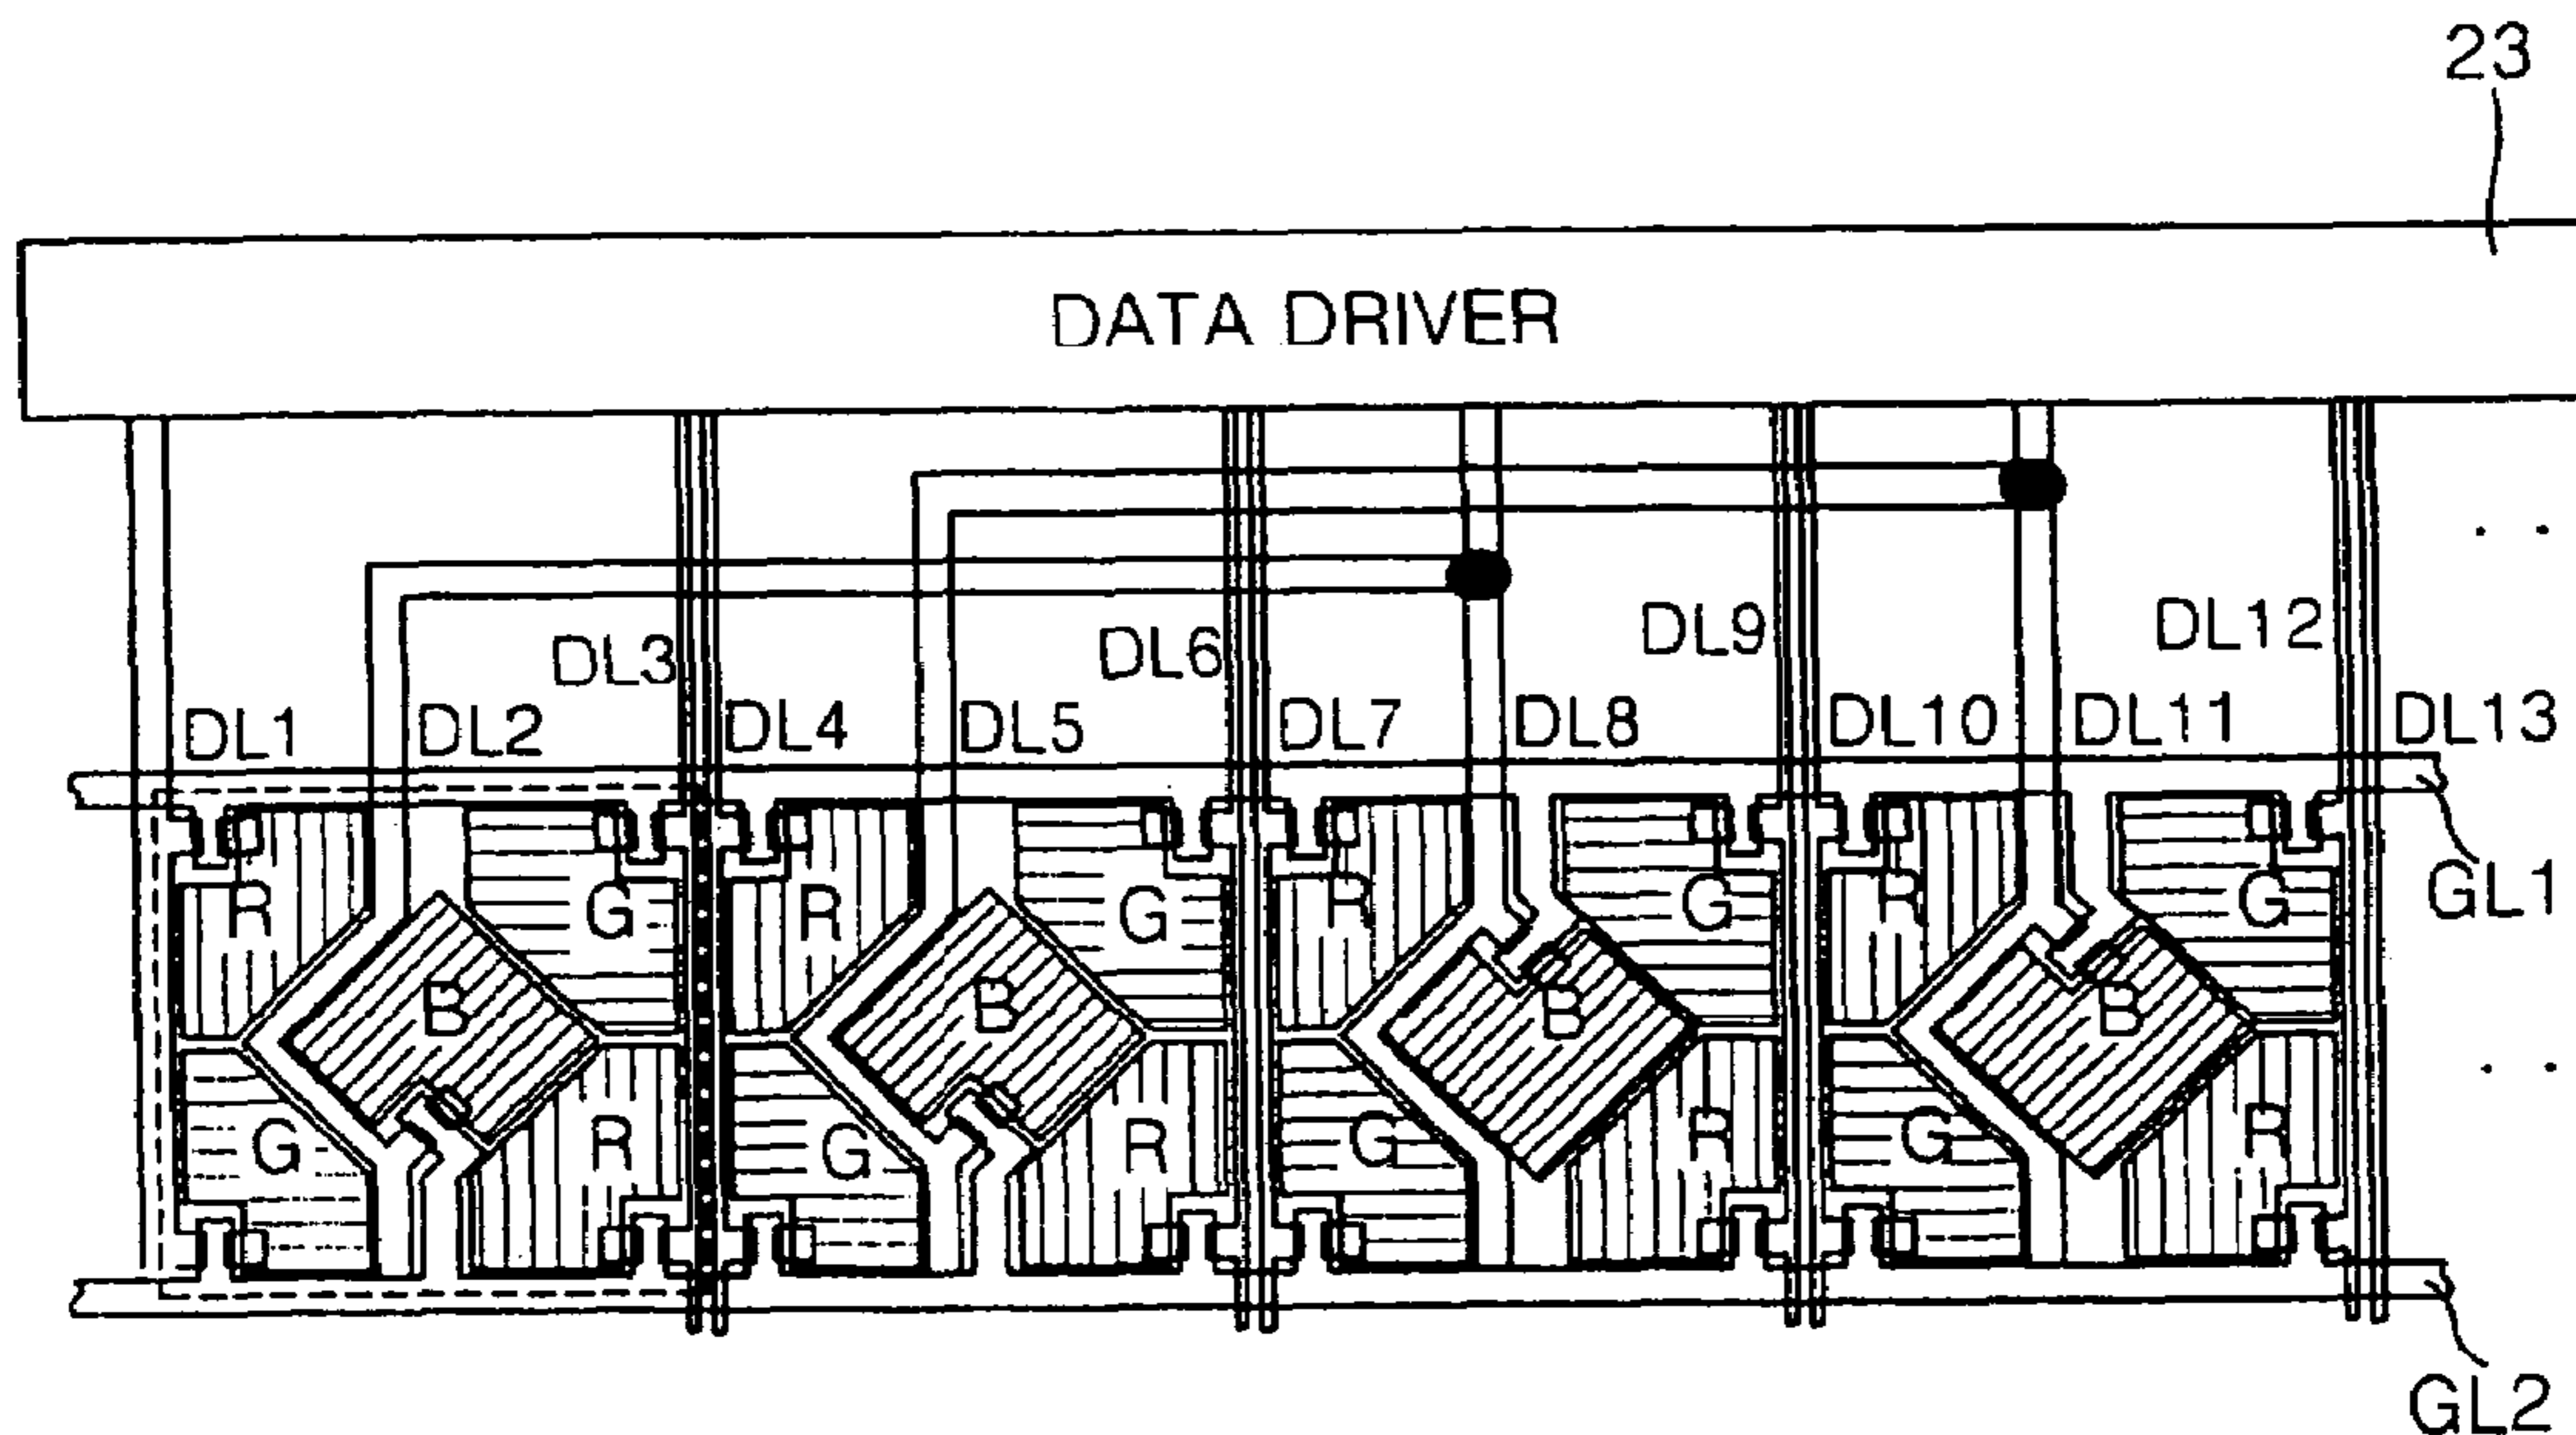 23
DATA DRIVER
DL3 DL6 DL9 DL12
DL1 DL2 DL4 DL5 DL7 DL8 DL10 DL11 DL13
GL1
R G R G R G R G
B B B B
G R G R G R G R
GL2